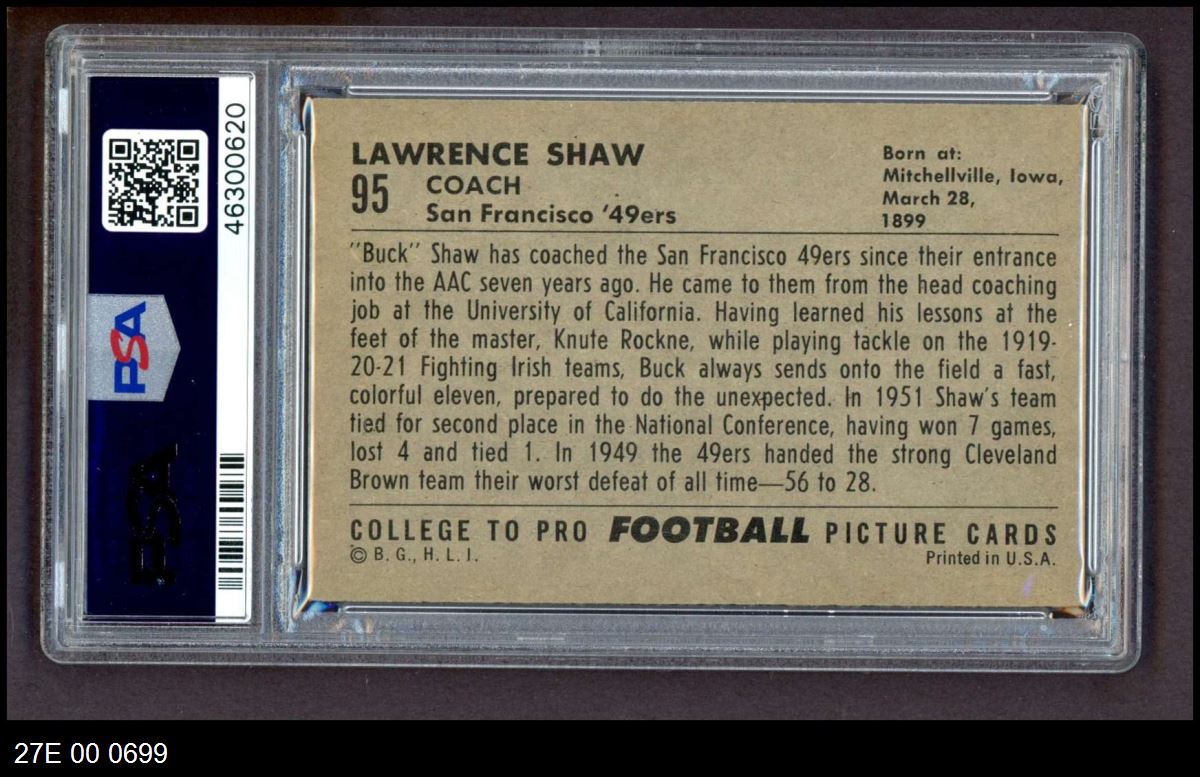 46300620
PSA
PSA
LAWRENCE SHAW
95 COACH
San Francisco '49ers
Born at:
Mitchellville, Iowa,
March 28,
1899
"Buck" Shaw has coached the San Francisco 49ers since their entrance
into the AAC seven years ago. He came to them from the head coaching
job at the University of California. Having learned his lessons at the
feet of the master, Knute Rockne, while playing tackle on the 1919-
20-21 Fighting Irish teams, Buck always sends onto the field a fast,
colorful eleven, prepared to do the unexpected. In 1951 Shaw's team
tied for second place in the National Conference, having won 7 games,
lost 4 and tied 1. In 1949 the 49ers handed the strong Cleveland
Brown team their worst defeat of all time—56 to 28.
COLLEGE TO PRO FOOTBALL PICTURE CARDS
© B. G., H. L. I.
Printed in U.S.A.
27E 00 0699